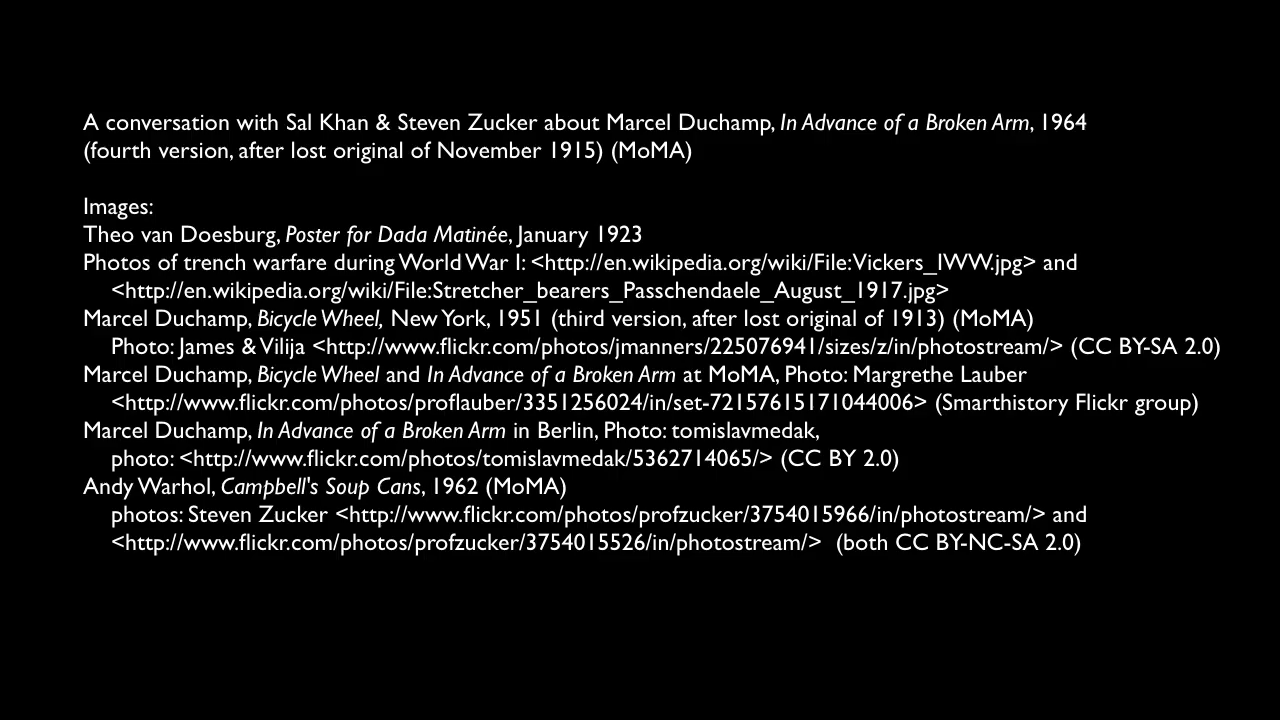 A conversation with Sal Khan & Steven Zucker about Marcel Duchamp, In Advance of a Broken Arm, 1964
(fourth version, after lost original of November 1915) (MoMA)
Images:
Theo van Doesburg, Poster for Dada Matinée, January 1923
Photos of trench warfare during World War I: <http://en.wikipedia.org/wiki/File:Vickers_IWW.jpg> and
<http://en.wikipedia.org/wiki/File:Stretcher_bearers_Passchendaele_August_1917.jpg>
Marcel Duchamp, Bicycle Wheel, New York, 1951 (third version, after lost original of 1913) (MoMA)
Photo: James & Vilija <http://www.flickr.com/photos/jmanners/225076941/sizes/z/in/photostream/> (CC BY-SA 2.0)
Marcel Duchamp, Bicycle Wheel and In Advance of a Broken Arm at MoMA, Photo: Margrethe Lauber
<http://www.flickr.com/photos/proflauber/3351256024/in/set-72157615171044006> (Smarthistory Flickr group)
Marcel Duchamp, In Advance of a Broken Arm in Berlin, Photo: tomislavmedak,
photo: <http://www.flickr.com/photos/tomislavmedak/5362714065/> (CC BY 2.0)
Andy Warhol, Campbell's Soup Cans, 1962 (MoMA)
photos: Steven Zucker <http://www.flickr.com/photos/profzucker/3754015966/in/photostream/> and
<http://www.flickr.com/photos/profzucker/3754015526/in/photostream/> (both CC BY-NC-SA 2.0)